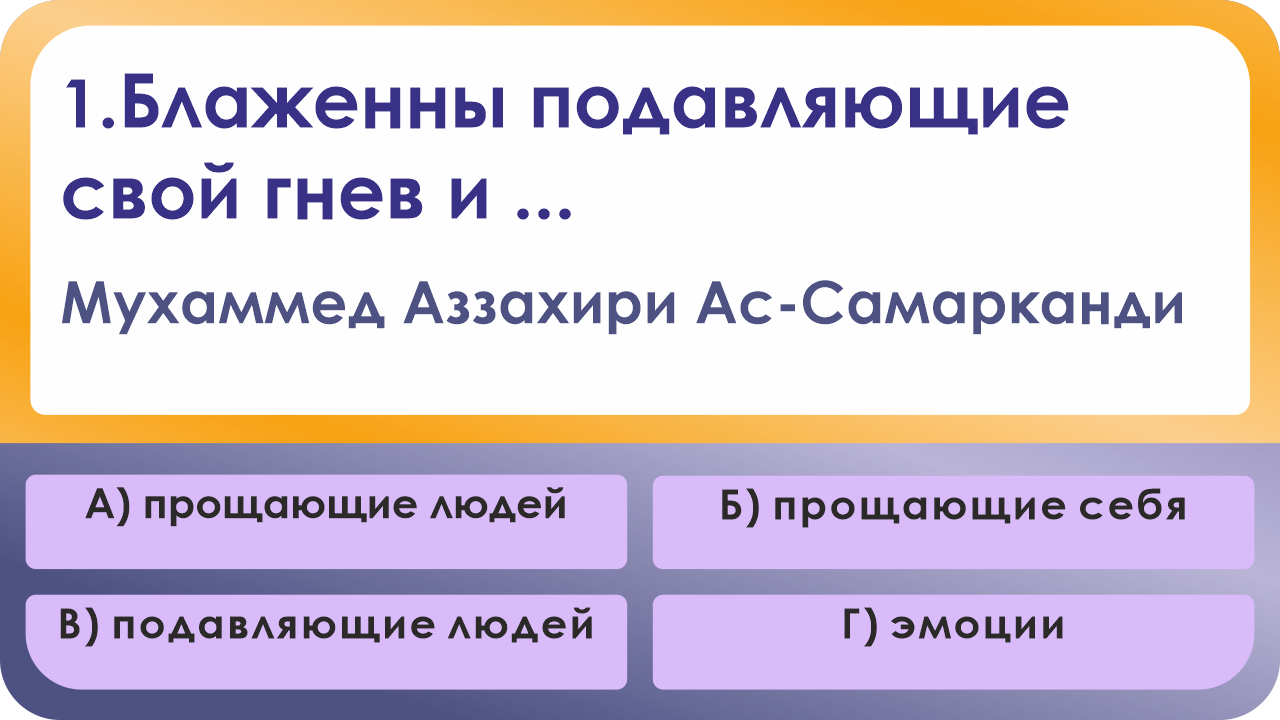 1.Блаженны подавляющие
свой гнев и ...
Мухаммед Аззахири Ас-Самарканди
А) прощающие людей
Б) прощающие себя
В) подавляющие людей
Г) эмоции